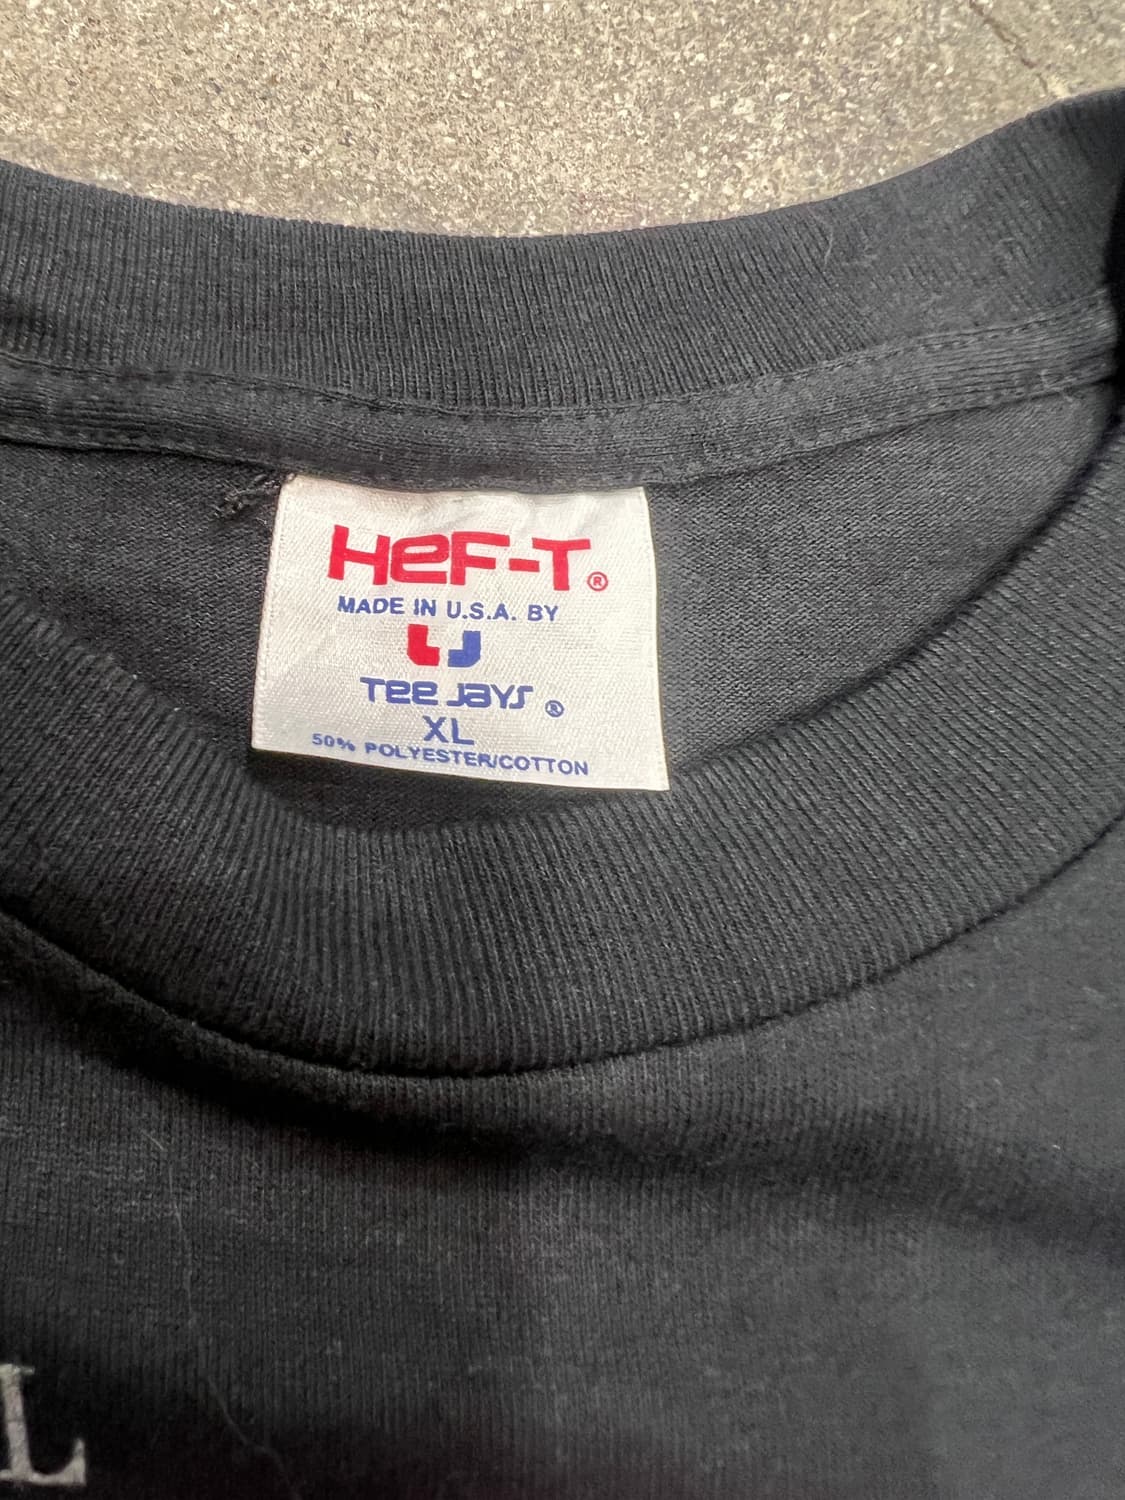 HEF-T®
MADE IN U.S.A. BY
TEE JAYS ®
XL
50% POLYESTER/COTTON
L